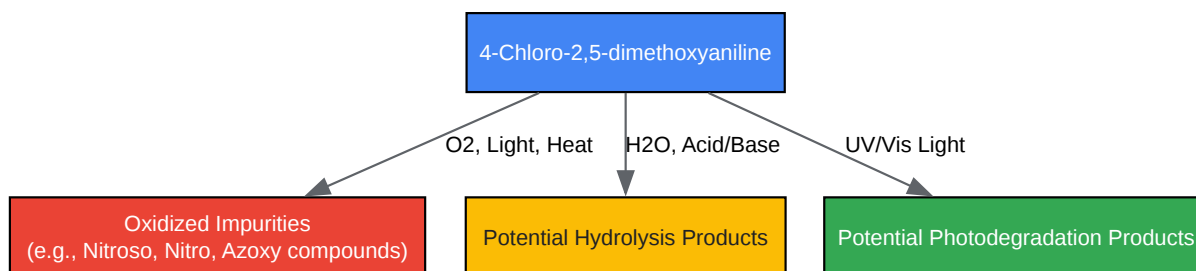 4-Chloro-2,5-dimethoxyaniline
O2, Light, Heat
H2O, Acid/Base
UV/Vis Light
Oxidized Impurities
(e.g., Nitroso, Nitro, Azoxy compounds)
Potential Hydrolysis Products
Potential Photodegradation Products